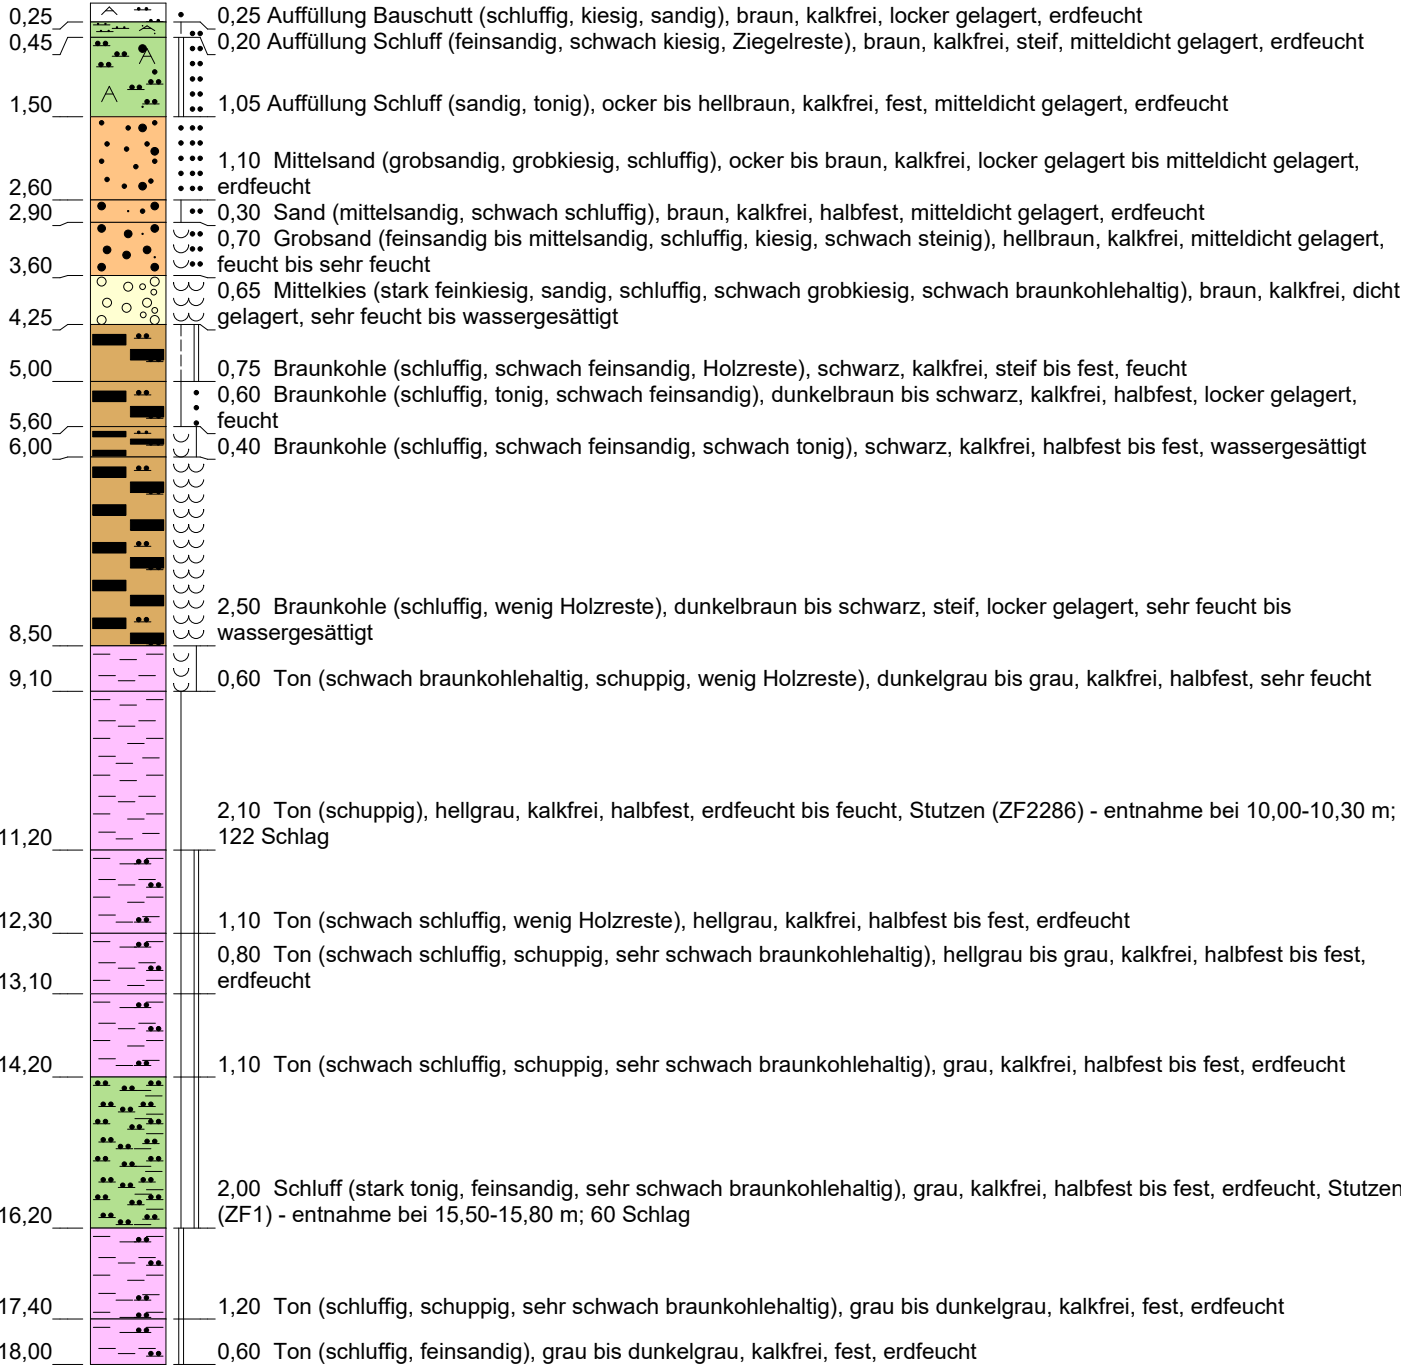 0,25 0,25 Auffüllung Bauschutt (schluffig, kiesig, sandig), braun, kalkfrei, locker gelagert, erdfeucht
0,45 0,20 Auffüllung Schluff (feinsandig, schwach kiesig, Ziegelreste), braun, kalkfrei, steif, mitteldicht gelagert, erdfeucht
1,50 1,05 Auffüllung Schluff (sandig, tonig), ocker bis hellbraun, kalkfrei, fest, mitteldicht gelagert, erdfeucht
1,10 Mittelsand (grobsandig, grobkiesig, schluffig), ocker bis braun, kalkfrei, locker gelagert bis mitteldicht gelagert,
2,60 erdfeucht
2,90 0,30 Sand (mittelsandig, schwach schluffig), braun, kalkfrei, halbfest, mitteldicht gelagert, erdfeucht
0,70 Grobsand (feinsandig bis mittelsandig, schluffig, kiesig, schwach steinig), hellbraun, kalkfrei, mitteldicht gelagert,
3,60 feucht bis sehr feucht
0,65 Mittelkies (stark feinkiesig, sandig, schluffig, schwach grobkiesig, schwach braunkohlehaltig), braun, kalkfrei, dicht
4,25 gelagert, sehr feucht bis wassergesättigt
5,00 0,75 Braunkohle (schluffig, schwach feinsandig, Holzreste), schwarz, kalkfrei, steif bis fest, feucht
0,60 Braunkohle (schluffig, tonig, schwach feinsandig), dunkelbraun bis schwarz, kalkfrei, halbfest, locker gelagert,
5,60 feucht
6,00 0,40 Braunkohle (schluffig, schwach feinsandig, schwach tonig), schwarz, kalkfrei, halbfest bis fest, wassergesättigt
2,50 Braunkohle (schluffig, wenig Holzreste), dunkelbraun bis schwarz, steif, locker gelagert, sehr feucht bis
8,50 wassergesättigt
9,10 0,60 Ton (schwach braunkohlehaltig, schuppig, wenig Holzreste), dunkelgrau bis grau, kalkfrei, halbfest, sehr feucht
2,10 Ton (schuppig), hellgrau, kalkfrei, halbfest, erdfeucht bis feucht, Stutzen (ZF2286) - entnahme bei 10,00-10,30 m;
11,20 122 Schlag
12,30 1,10 Ton (schwach schluffig, wenig Holzreste), hellgrau, kalkfrei, halbfest bis fest, erdfeucht
0,80 Ton (schwach schluffig, schuppig, sehr schwach braunkohlehaltig), hellgrau bis grau, kalkfrei, halbfest bis fest,
13,10 erdfeucht
14,20 1,10 Ton (schwach schluffig, schuppig, sehr schwach braunkohlehaltig), grau, kalkfrei, halbfest bis fest, erdfeucht
2,00 Schluff (stark tonig, feinsandig, sehr schwach braunkohlehaltig), grau, kalkfrei, halbfest bis fest, erdfeucht, Stutzen
16,20 (ZF1) - entnahme bei 15,50-15,80 m; 60 Schlag
17,40 1,20 Ton (schluffig, schuppig, sehr schwach braunkohlehaltig), grau bis dunkelgrau, kalkfrei, fest, erdfeucht
18,00 0,60 Ton (schluffig, feinsandig), grau bis dunkelgrau, kalkfrei, fest, erdfeucht